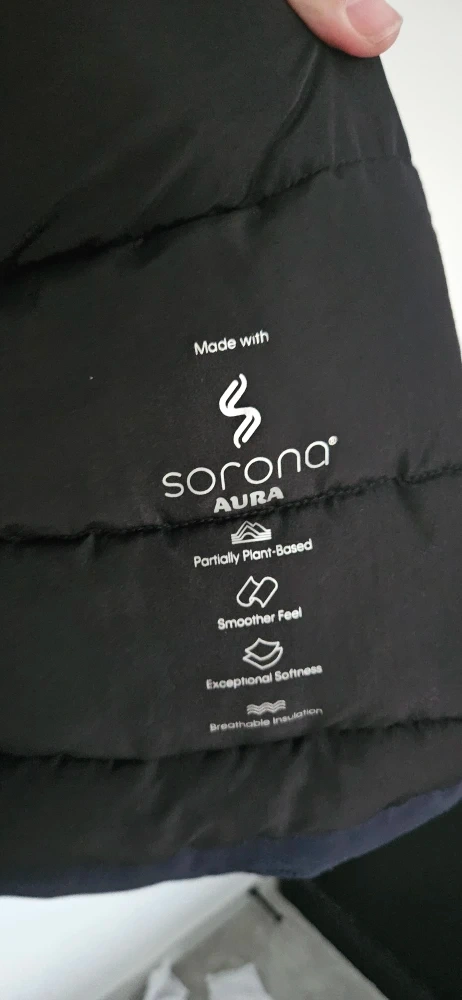 Made with
sorona®
AURA
Partially Plant-Based
Smoother Feel
Exceptional Softness
Breathable Insulation